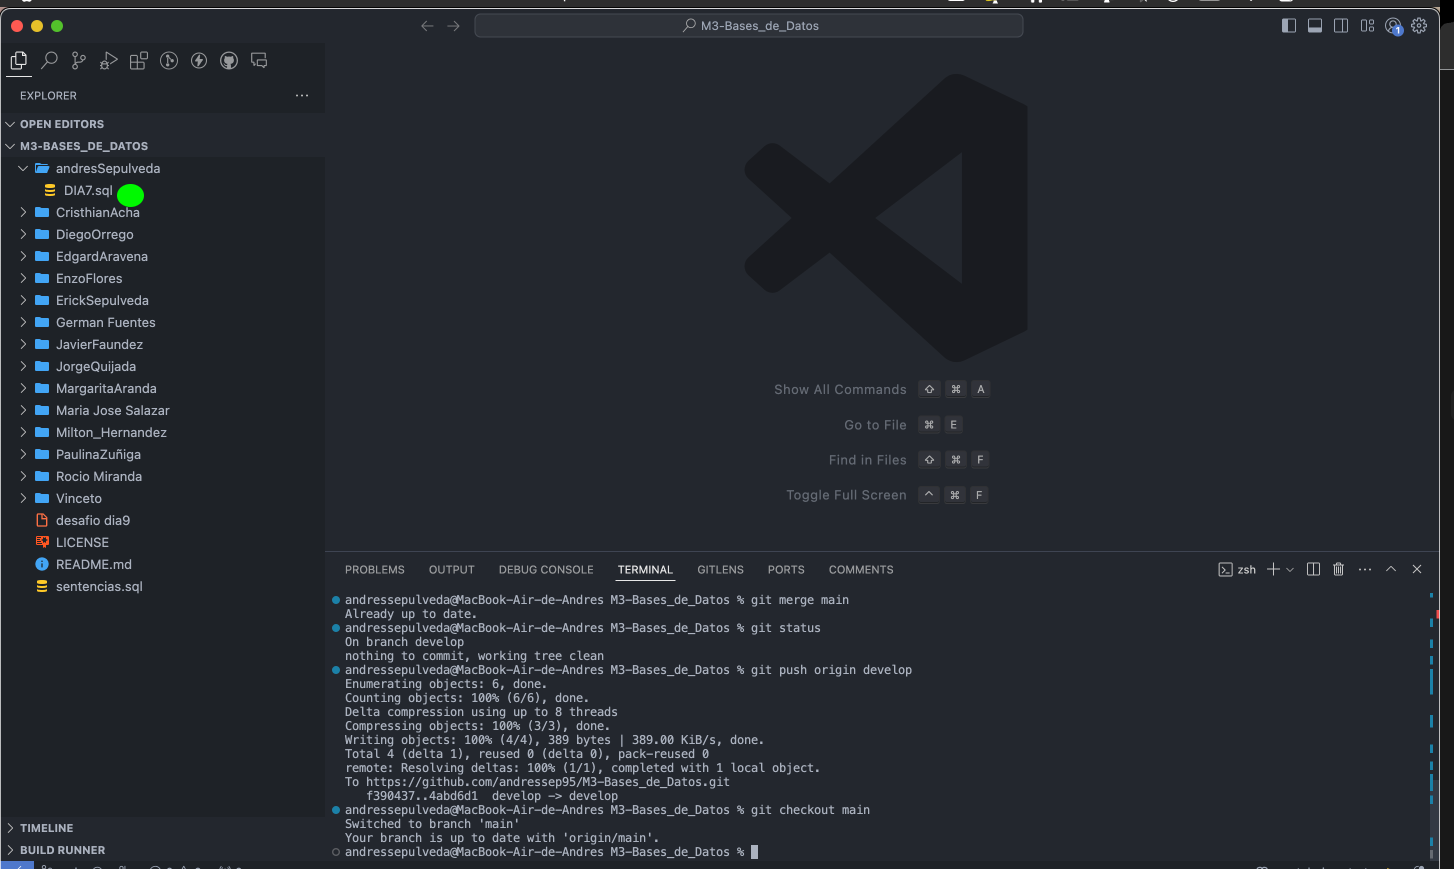 M3-Bases_de_Datos
1
EXPLORER
OPEN EDITORS
M3-BASES_DE_DATOS
andresSepulveda
DIA7.sql
CristhianAcha
DiegoOrrego
EdgardAravena
EnzoFlores
ErickSepulveda
German Fuentes
JavierFaundez
JorgeQuijada
MargaritaAranda
Maria Jose Salazar
Milton_Hernandez
PaulinaZuñiga
Rocio Miranda
Vinceto
desafio dia9
LICENSE
README.md
sentencias.sql
TIMELINE
BUILD RUNNER
Show All Commands ⇧ ⌘ A
Go to File ⌘ E
Find in Files ⇧ ⌘ F
Toggle Full Screen ^ ⌘ F
PROBLEMS OUTPUT DEBUG CONSOLE TERMINAL GITLENS PORTS COMMENTS zsh
andressepulveda@MacBook-Air-de-Andres M3-Bases_de_Datos % git merge main
Already up to date.
andressepulveda@MacBook-Air-de-Andres M3-Bases_de_Datos % git status
On branch develop
nothing to commit, working tree clean
andressepulveda@MacBook-Air-de-Andres M3-Bases_de_Datos % git push origin develop
Enumerating objects: 6, done.
Counting objects: 100% (6/6), done.
Delta compression using up to 8 threads
Compressing objects: 100% (3/3), done.
Writing objects: 100% (4/4), 389 bytes | 389.00 KiB/s, done.
Total 4 (delta 1), reused 0 (delta 0), pack-reused 0
remote: Resolving deltas: 100% (1/1), completed with 1 local object.
To https://github.com/andressep95/M3-Bases_de_Datos.git
f390437..4abd6d1 develop -> develop
andressepulveda@MacBook-Air-de-Andres M3-Bases_de_Datos % git checkout main
Switched to branch 'main'
Your branch is up to date with 'origin/main'.
andressepulveda@MacBook-Air-de-Andres M3-Bases_de_Datos %